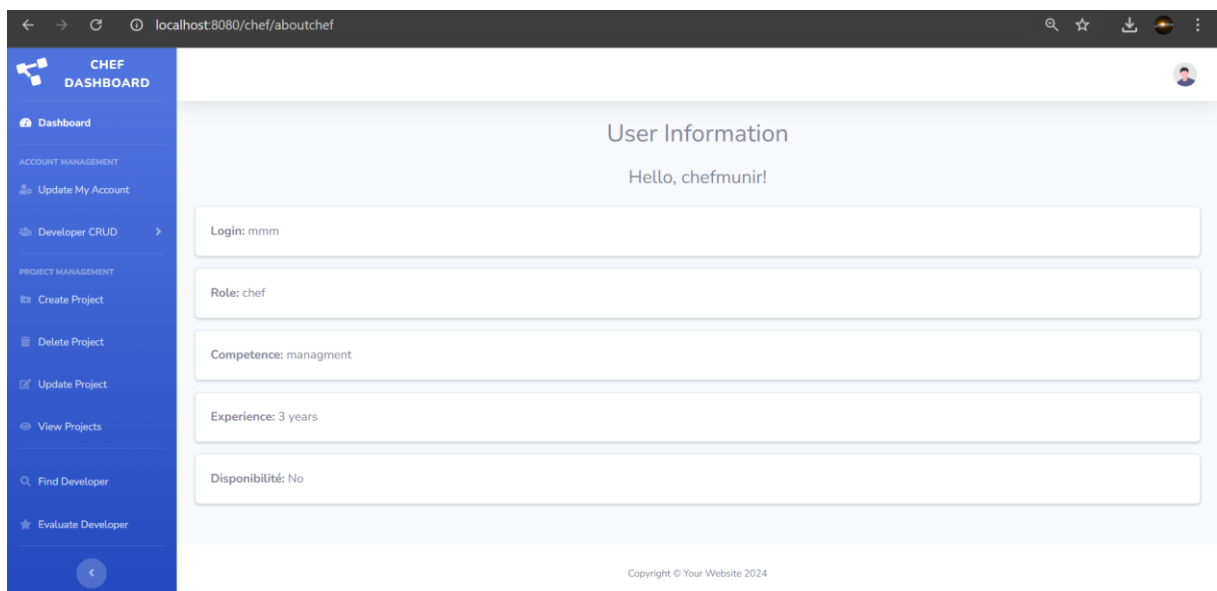 localhost:8080/chef/aboutchef
CHEF
DASHBOARD
Dashboard
ACCOUNT MANAGEMENT
Update My Account
Developer CRUD
PROJECT MANAGEMENT
Create Project
Delete Project
Update Project
View Projects
Find Developer
Evaluate Developer
User Information
Hello, chefmunir!
Login: mmm
Role: chef
Competence: managment
Experience: 3 years
Disponibilité: No
Copyright © Your Website 2024